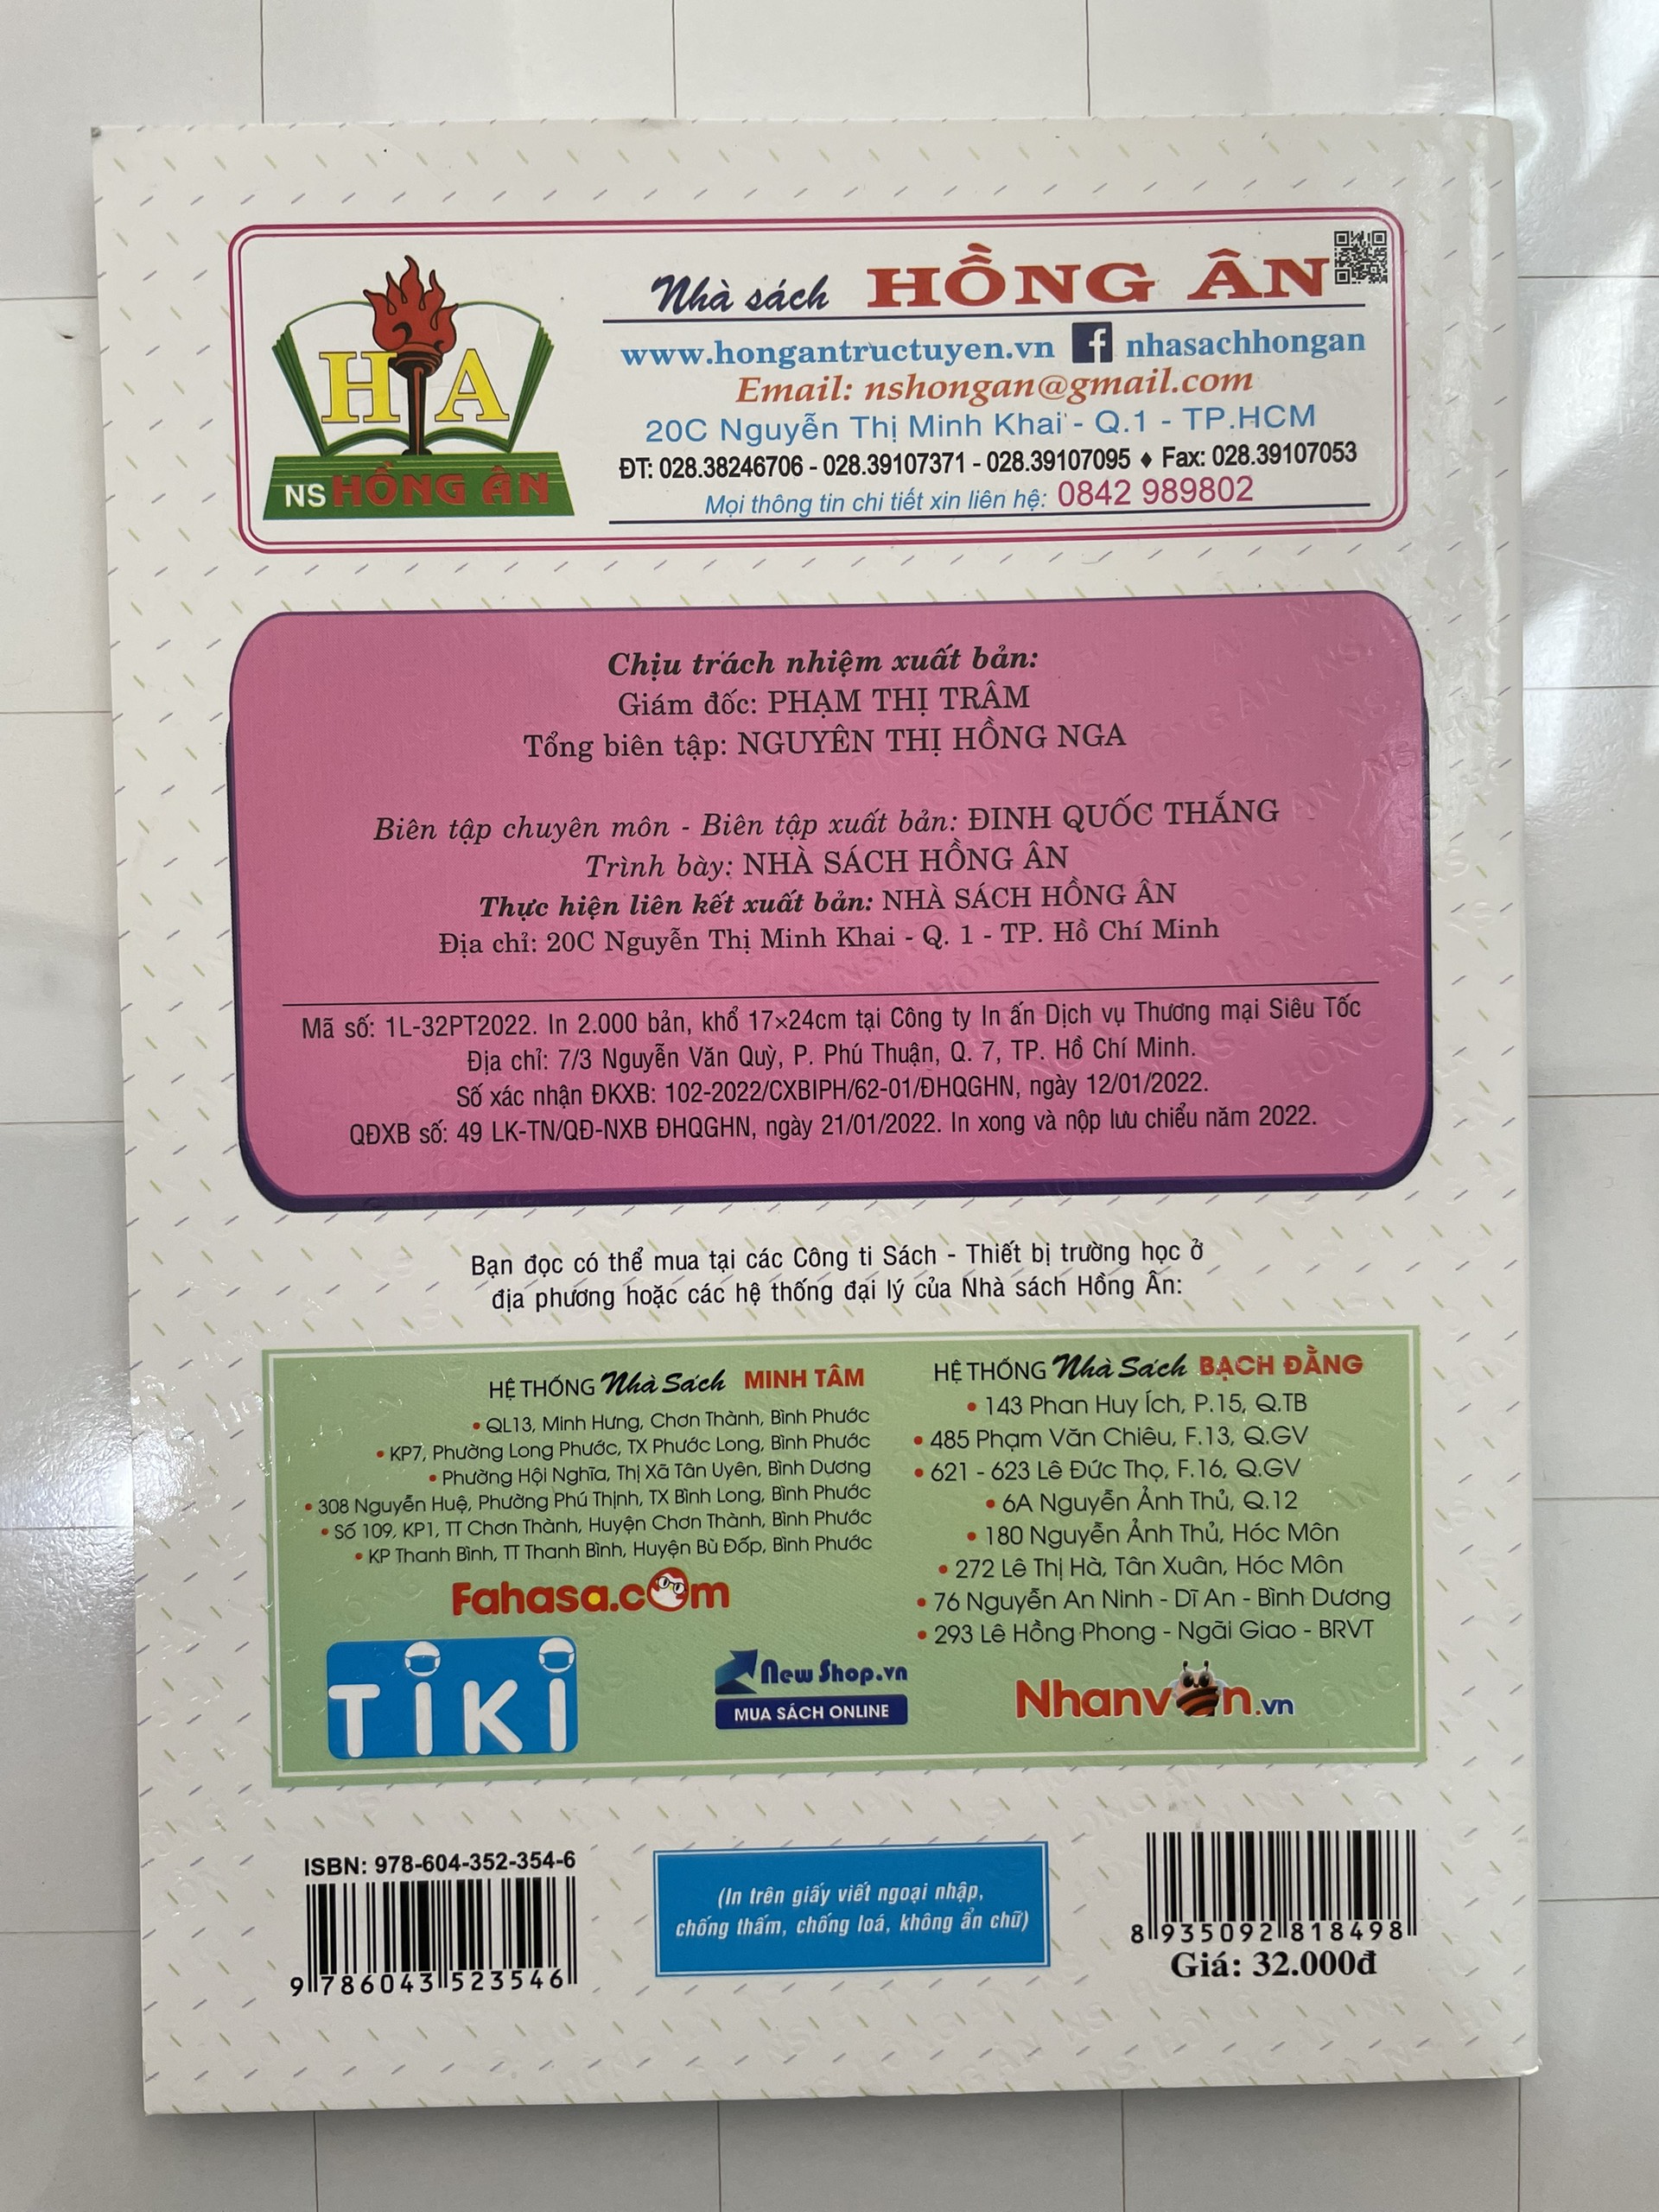 Nhà sách HỒNG ÂN
H A
NS HỒNG ÂN
www.hongantructuyen.vn f nhasachhongan
Email: nshongan@gmail.com
20C Nguyễn Thị Minh Khai - Q.1 - TP.HCM
ĐT: 028.38246706 - 028.39107371 - 028.39107095 ♦ Fax: 028.39107053
Mọi thông tin chi tiết xin liên hệ: 0842 989802
Chịu trách nhiệm xuất bản:
Giám đốc: PHẠM THỊ TRÂM
Tổng biên tập: NGUYÊN THỊ HỒNG NGA
Biên tập chuyên môn - Biên tập xuất bản: ĐINH QUỐC THẮNG
Trình bày: NHÀ SÁCH HỒNG ÂN
Thực hiện liên kết xuất bản: NHÀ SÁCH HỒNG ÂN
Địa chỉ: 20C Nguyễn Thị Minh Khai - Q. 1 - TP. Hồ Chí Minh
Mã số: 1L-32PT2022. In 2.000 bản, khổ 17×24cm tại Công ty In ấn Dịch vụ Thương mại Siêu Tốc
Địa chỉ: 7/3 Nguyễn Văn Quỳ, P. Phú Thuận, Q. 7, TP. Hồ Chí Minh.
Số xác nhận ĐKXB: 102-2022/CXBIPH/62-01/ĐHQGHN, ngày 12/01/2022.
QĐXB số: 49 LK-TN/QĐ-NXB ĐHQGHN, ngày 21/01/2022. In xong và nộp lưu chiểu năm 2022.
Bạn đọc có thể mua tại các Công ti Sách - Thiết bị trường học ở
địa phương hoặc các hệ thống đại lý của Nhà sách Hồng Ân:
HỆ THỐNG Nhà Sách MINH TÂM
• QL13, Minh Hưng, Chơn Thành, Bình Phước
• KP7, Phường Long Phước, TX Phước Long, Bình Phước
• Phường Hội Nghĩa, Thị Xã Tân Uyên, Bình Dương
• 308 Nguyễn Huệ, Phường Phú Thịnh, TX Bình Long, Bình Phước
• Số 109, KP1, TT Chơn Thành, Huyện Chơn Thành, Bình Phước
• KP Thanh Bình, TT Thanh Bình, Huyện Bù Đốp, Bình Phước
Fahasa.com
TIKI
HỆ THỐNG Nhà Sách BẠCH ĐẰNG
• 143 Phan Huy Ích, P.15, Q.TB
• 485 Phạm Văn Chiêu, F.13, Q.GV
• 621 - 623 Lê Đức Thọ, F.16, Q.GV
• 6A Nguyễn Ảnh Thủ, Q.12
• 180 Nguyễn Ảnh Thủ, Hóc Môn
• 272 Lê Thị Hà, Tân Xuân, Hóc Môn
• 76 Nguyễn An Ninh - Dĩ An - Bình Dương
• 293 Lê Hồng Phong - Ngãi Giao - BRVT
New Shop.vn
MUA SÁCH ONLINE
Nhanvăn.vn
ISBN: 978-604-352-354-6
9 786043 523546
(In trên giấy viết ngoại nhập,
chống thấm, chống loá, không ẩn chữ)
8 935092 818498
Giá: 32.000đ